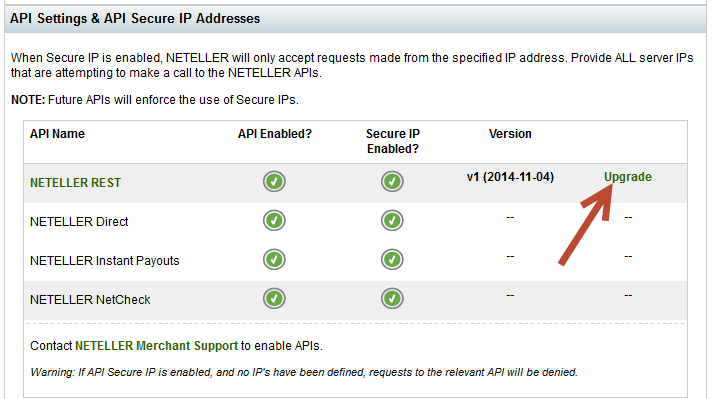 API Settings & API Secure IP Addresses
When Secure IP is enabled, NETELLER will only accept requests made from the specified IP address. Provide ALL server IPs
that are attempting to make a call to the NETELLER APIs.
NOTE: Future APIs will enforce the use of Secure IPs.
API Name API Enabled? Secure IP Enabled? Version
NETELLER REST v1 (2014-11-04) Upgrade
NETELLER Direct -- --
NETELLER Instant Payouts -- --
NETELLER NetCheck -- --
Contact NETELLER Merchant Support to enable APIs.
Warning: If API Secure IP is enabled, and no IP's have been defined, requests to the relevant API will be denied.